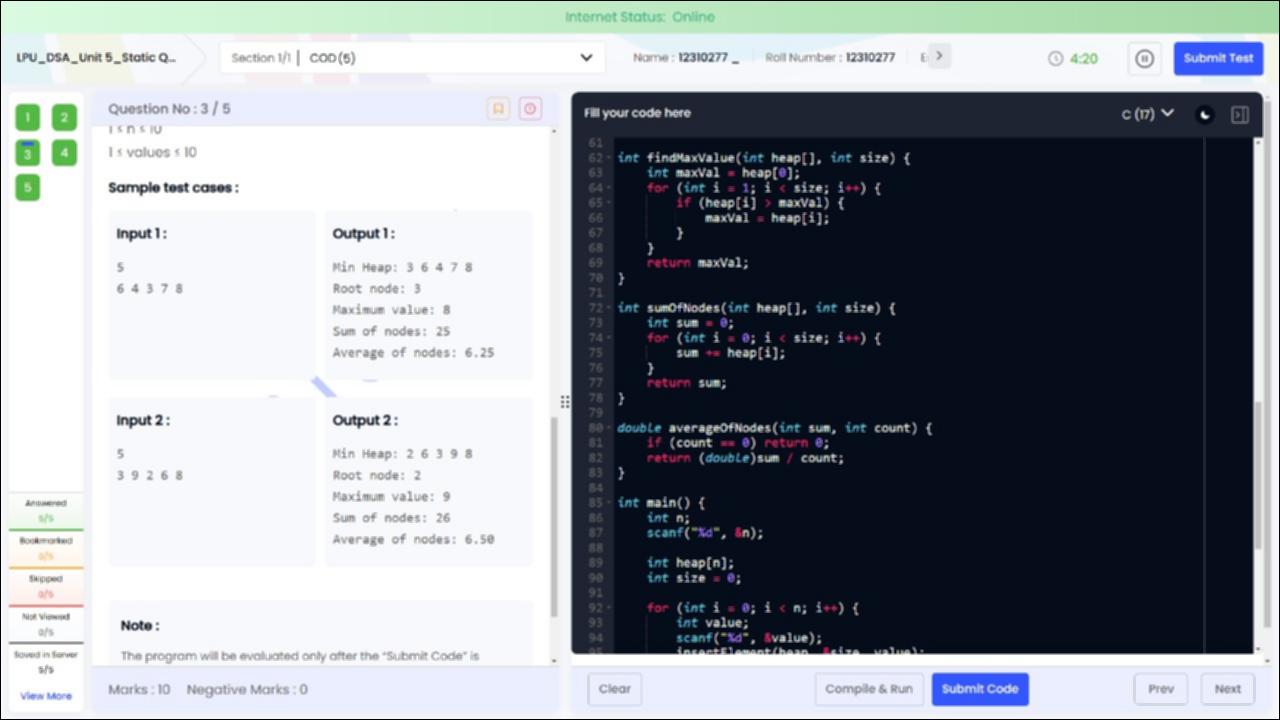 Internet Status: Online
LPU_DSA_Unit 5_Static Q...
Section 1/1 | COD(5)
Name : 12310277 _
Roll Number : 12310277
E
4:20
Submit Test
1
2
3
4
5
Question No : 3 / 5
1 ≤ n ≤ 10
1 ≤ values ≤ 10
Sample test cases :
Input 1 :
5
6 4 3 7 8
Output 1 :
Min Heap: 3 6 4 7 8
Root node: 3
Maximum value: 8
Sum of nodes: 25
Average of nodes: 6.25
Input 2 :
5
3 9 2 6 8
Output 2 :
Min Heap: 2 6 3 9 8
Root node: 2
Maximum value: 9
Sum of nodes: 26
Average of nodes: 6.50
Note :
The program will be evaluated only after the "Submit Code" is
Marks : 10 Negative Marks : 0
Answered
5/5
Bookmarked
0/5
Skipped
0/5
Not Viewed
0/5
Saved in Server
5/5
View More
Fill your code here
C (17)
61
62 int findMaxValue(int heap[], int size) {
63     int maxVal = heap[0];
64     for (int i = 1; i < size; i++) {
65         if (heap[i] > maxVal) {
66             maxVal = heap[i];
67         }
68     }
69     return maxVal;
70 }
71
72 int sumOfNodes(int heap[], int size) {
73     int sum = 0;
74     for (int i = 0; i < size; i++) {
75         sum += heap[i];
76     }
77     return sum;
78 }
79
80 double averageOfNodes(int sum, int count) {
81     if (count == 0) return 0;
82     return (double)sum / count;
83 }
84
85 int main() {
86     int n;
87     scanf("%d", &n);
88
89     int heap[n];
90     int size = 0;
91
92     for (int i = 0; i < n; i++) {
93         int value;
94         scanf("%d", &value);
95         insertElement(heap, &size, value);
Clear
Compile & Run
Submit Code
Prev
Next